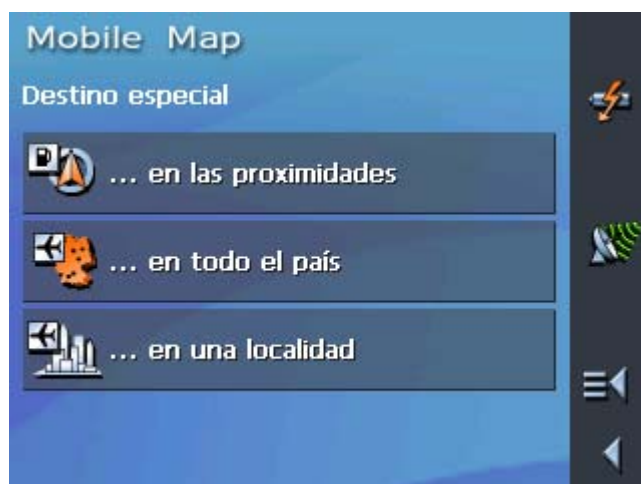 Mobile Map
Destino especial
... en las proximidades
... en todo el país
... en una localidad